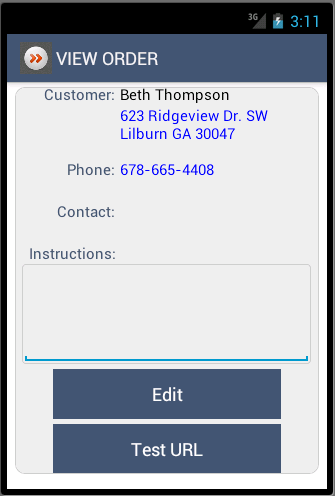 3G 3:11
VIEW ORDER
Customer: Beth Thompson
623 Ridgeview Dr. SW
Lilburn GA 30047
Phone: 678-665-4408
Contact:
Instructions:
Edit
Test URL